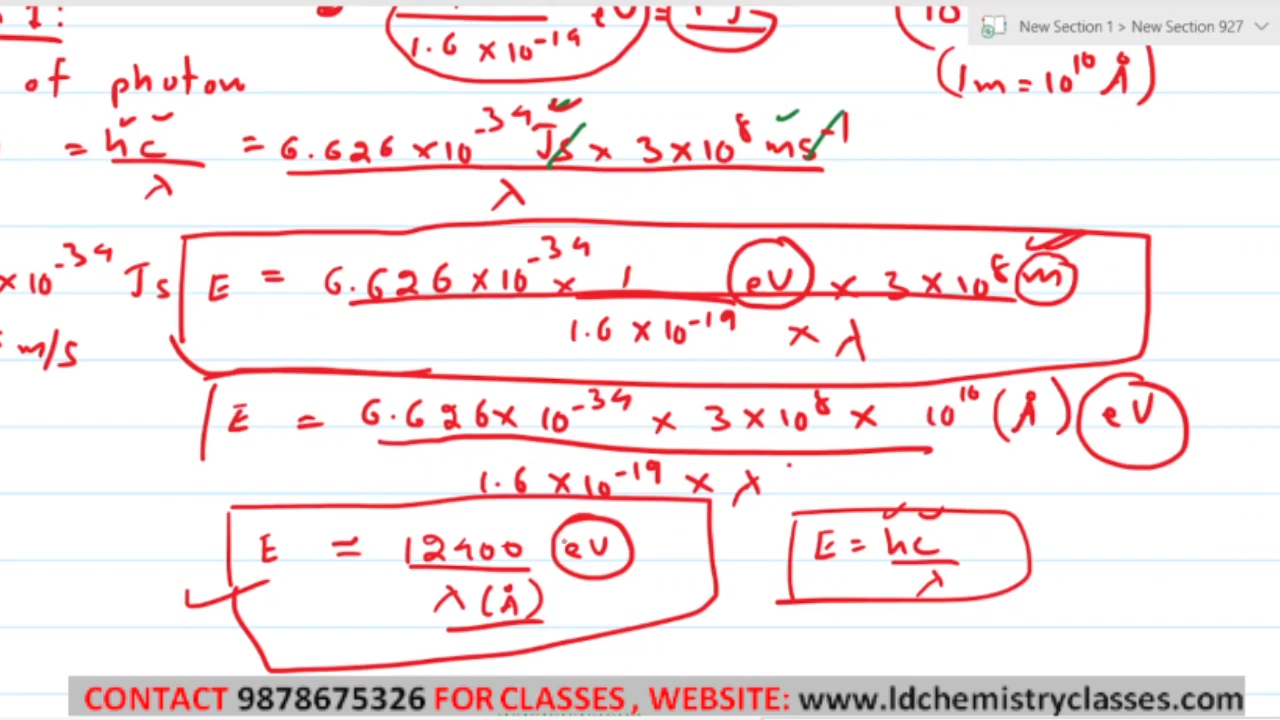 1 eV = 1 J
1.6 × 10⁻¹⁹
10
New Section 1 > New Section 927
(1m = 10¹⁰ Å)
of photon
= hc = 6.626 × 10⁻³⁴ Js × 3 × 10⁸ ms⁻¹
λ λ
× 10⁻³⁴ Js
m/s
E = 6.626 × 10⁻³⁴ × 1 eV × 3 × 10⁸ m
1.6 × 10⁻¹⁹ × λ
E = 6.626 × 10⁻³⁴ × 3 × 10⁸ × 10¹⁰ (Å) eV
1.6 × 10⁻¹⁹ × λ
E = 12400 eV
λ (Å)
E = hc
λ
CONTACT 9878675326 FOR CLASSES , WEBSITE: www.ldchemistryclasses.com